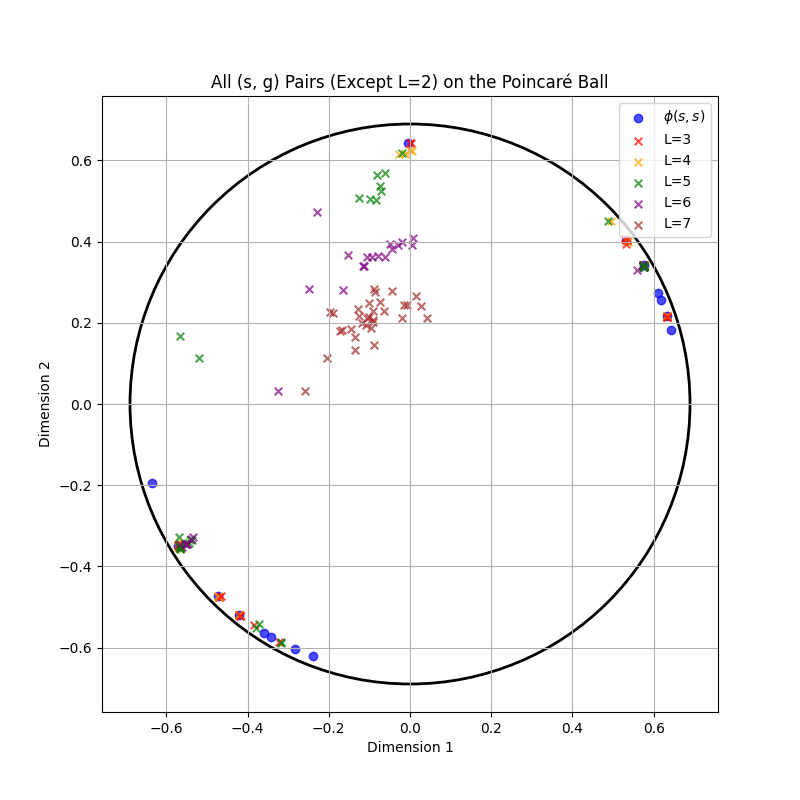 All (s, g) Pairs (Except L=2) on the Poincaré Ball
ϕ(s, s)
L=3
L=4
L=5
L=6
L=7
0.6
0.4
0.2
0.0
−0.2
−0.4
−0.6
Dimension 2
−0.6
−0.4
−0.2
0.0
0.2
0.4
0.6
Dimension 1